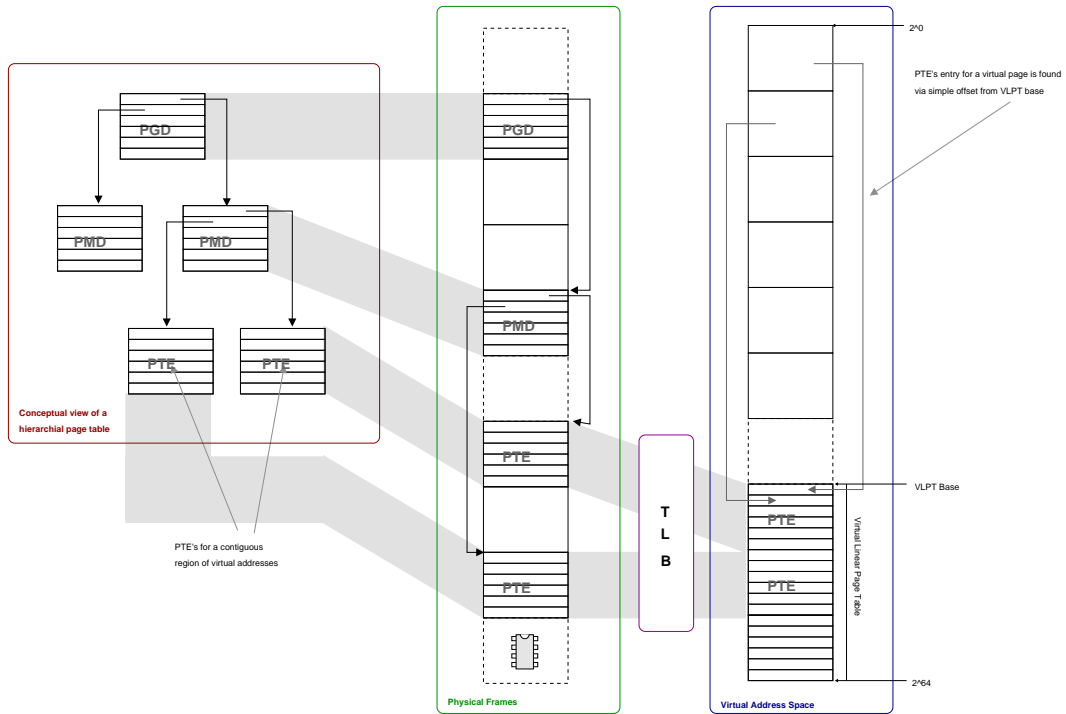 PGD
PMD
PMD
PTE
PTE
Conceptual view of a
hierarchial page table
PTE's for a contiguous
region of virtual addresses
PGD
PMD
PTE
PTE
Physical Frames
T
L
B
2^0
PTE's entry for a virtual page is found
via simple offset from VLPT base
VLPT Base
PTE
PTE
Virtual Linear Page Table
2^64
Virtual Address Space